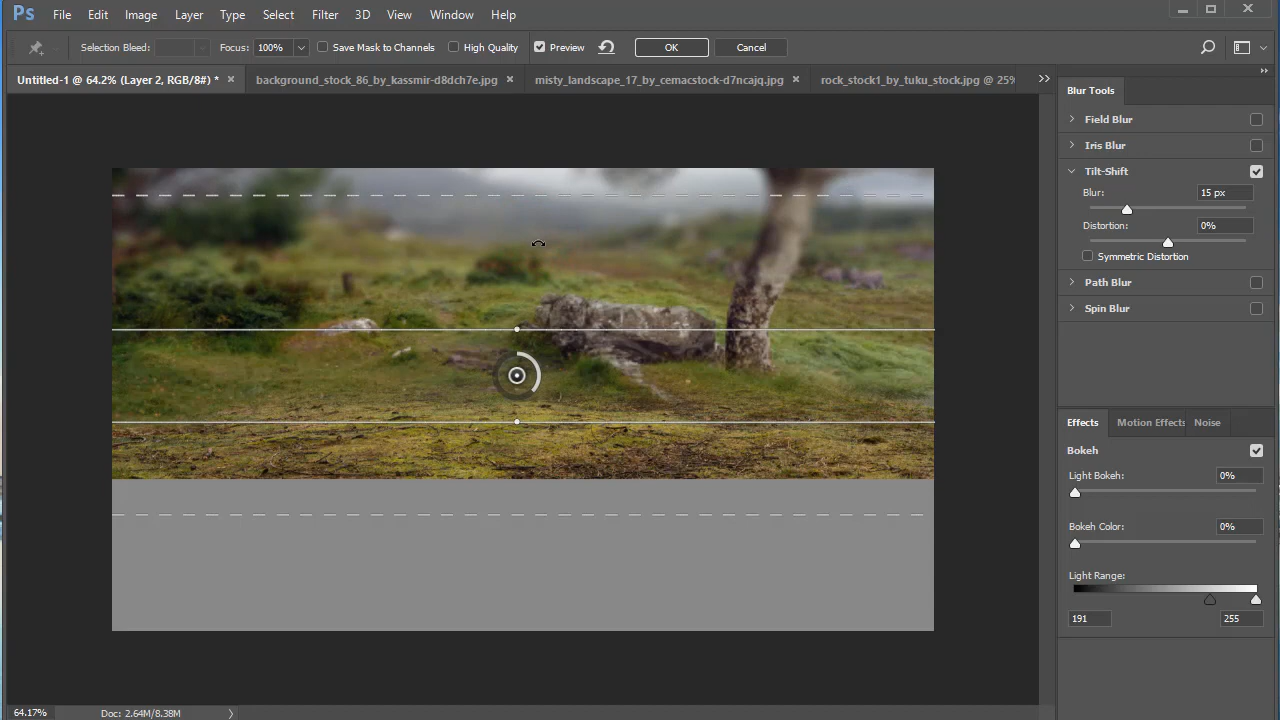 Ps File Edit Image Layer Type Select Filter 3D View Window Help
Selection Bleed: Focus: 100% Save Mask to Channels High Quality Preview OK Cancel
Untitled-1 @ 64.2% (Layer 2, RGB/8#) * background_stock_86_by_kassmir-d8dch7e.jpg misty_landscape_17_by_cemacstock-d7ncajq.jpg rock_stock1_by_tuku_stock.jpg @ 25%
Blur Tools
Field Blur
Iris Blur
Tilt-Shift
Blur: 15 px
Distortion: 0%
Symmetric Distortion
Path Blur
Spin Blur
Effects Motion Effects Noise
Bokeh
Light Bokeh: 0%
Bokeh Color: 0%
Light Range:
191 255
64.17% Doc: 2.64M/8.38M